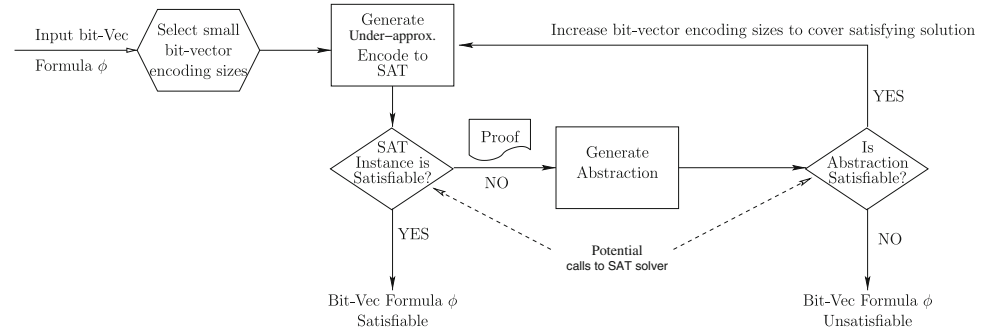 Input bit-Vec
Formula ϕ
Select small
bit-vector
encoding sizes
Generate
Under-approx.
Encode to
SAT
Increase bit-vector encoding sizes to cover satisfying solution
YES
SAT
Instance is
Satisfiable?
Proof
NO
Generate
Abstraction
Is
Abstraction
Satisfiable?
YES
Potential
calls to SAT solver
NO
Bit-Vec Formula ϕ
Satisfiable
Bit-Vec Formula ϕ
Unsatisfiable